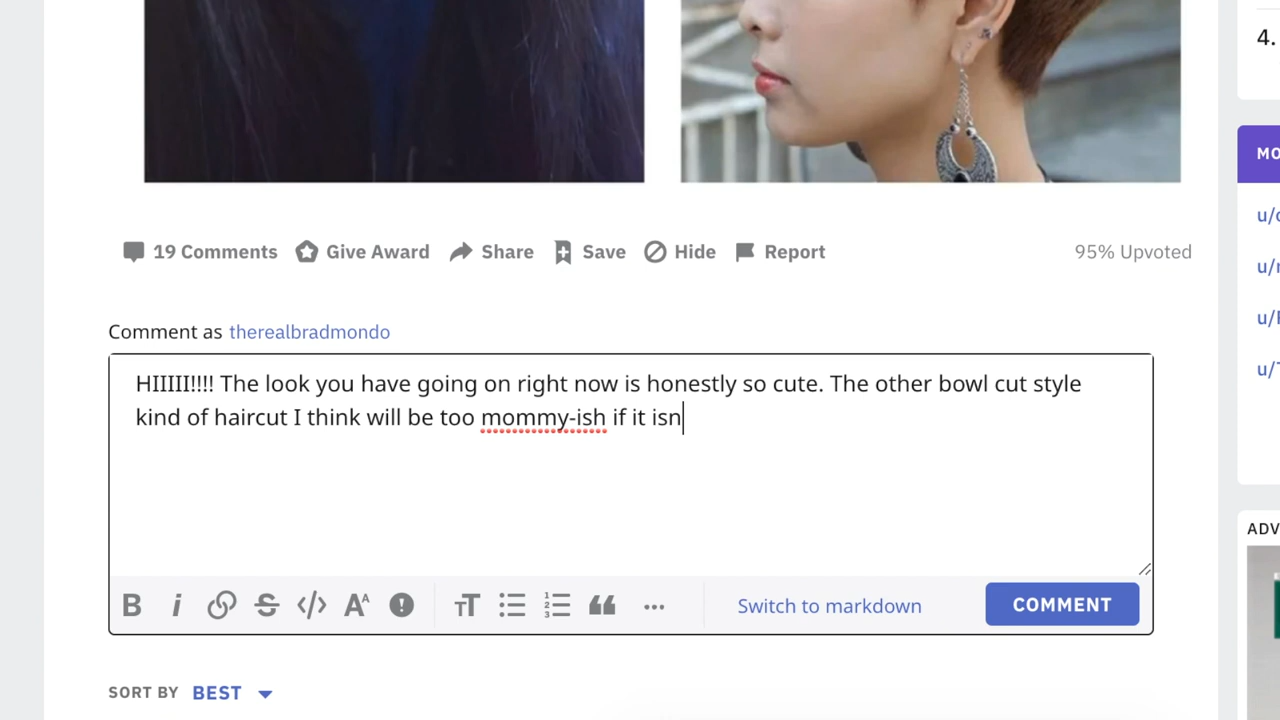 4.
MO
19 Comments Give Award Share Save Hide Report 95% Upvoted
u/
u/
u/
u/
Comment as therealbradmondo
HIIIII!!!! The look you have going on right now is honestly so cute. The other bowl cut style
kind of haircut I think will be too mommy-ish if it isn
ADV
B i </> Switch to markdown COMMENT
SORT BY BEST